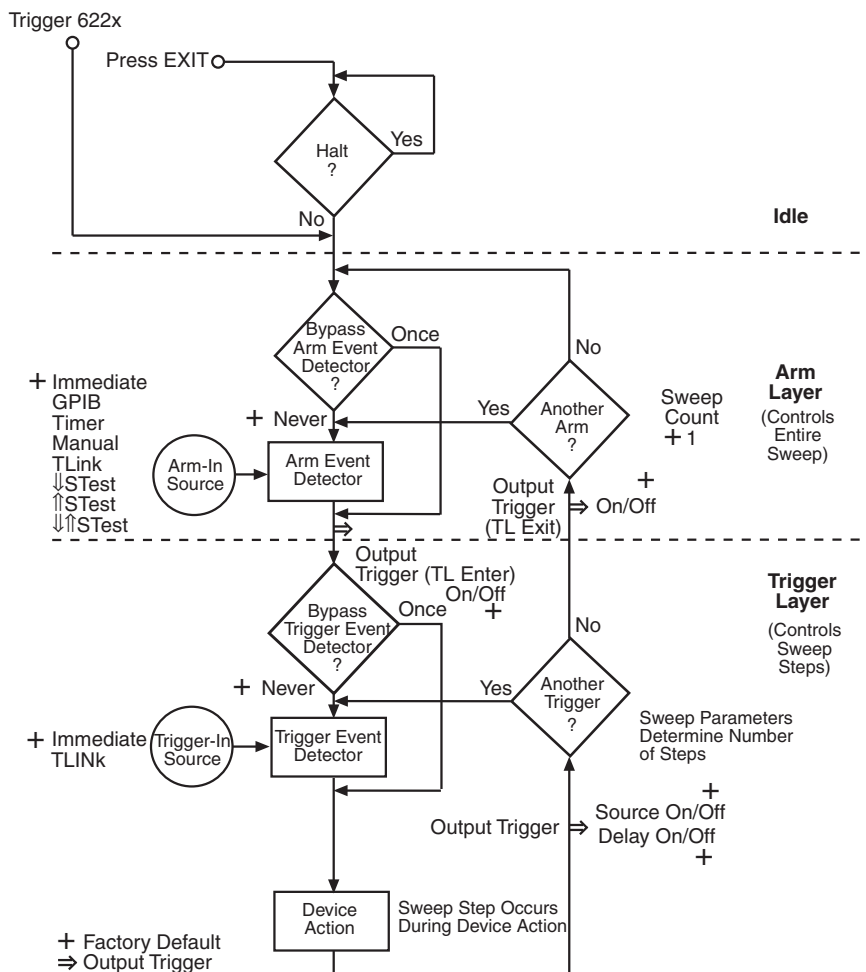 Trigger 622x
Press EXIT
Halt
?
Yes
No
Idle
Bypass
Arm Event
Detector
?
Once
No
+ Immediate
GPIB
Timer
Manual
TLink
⇓STest
⇑STest
⇓⇑STest
+ Never
Yes
Another
Arm
?
Sweep
Count
+ 1
Arm
Layer
(Controls
Entire
Sweep)
Arm-In
Source
Arm Event
Detector
Output
Trigger
(TL Exit)
+
⇒ On/Off
⇒
Output
Trigger (TL Enter)
On/Off
+
Bypass
Trigger Event
Detector
?
Once
No
Trigger
Layer
(Controls
Sweep
Steps)
+ Never
Yes
Another
Trigger
?
Sweep Parameters
Determine Number
of Steps
+ Immediate
TLINk
Trigger-In
Source
Trigger Event
Detector
+
Output Trigger ⇒ Source On/Off
Delay On/Off
+
Device
Action
Sweep Step Occurs
During Device Action
+ Factory Default
⇒ Output Trigger